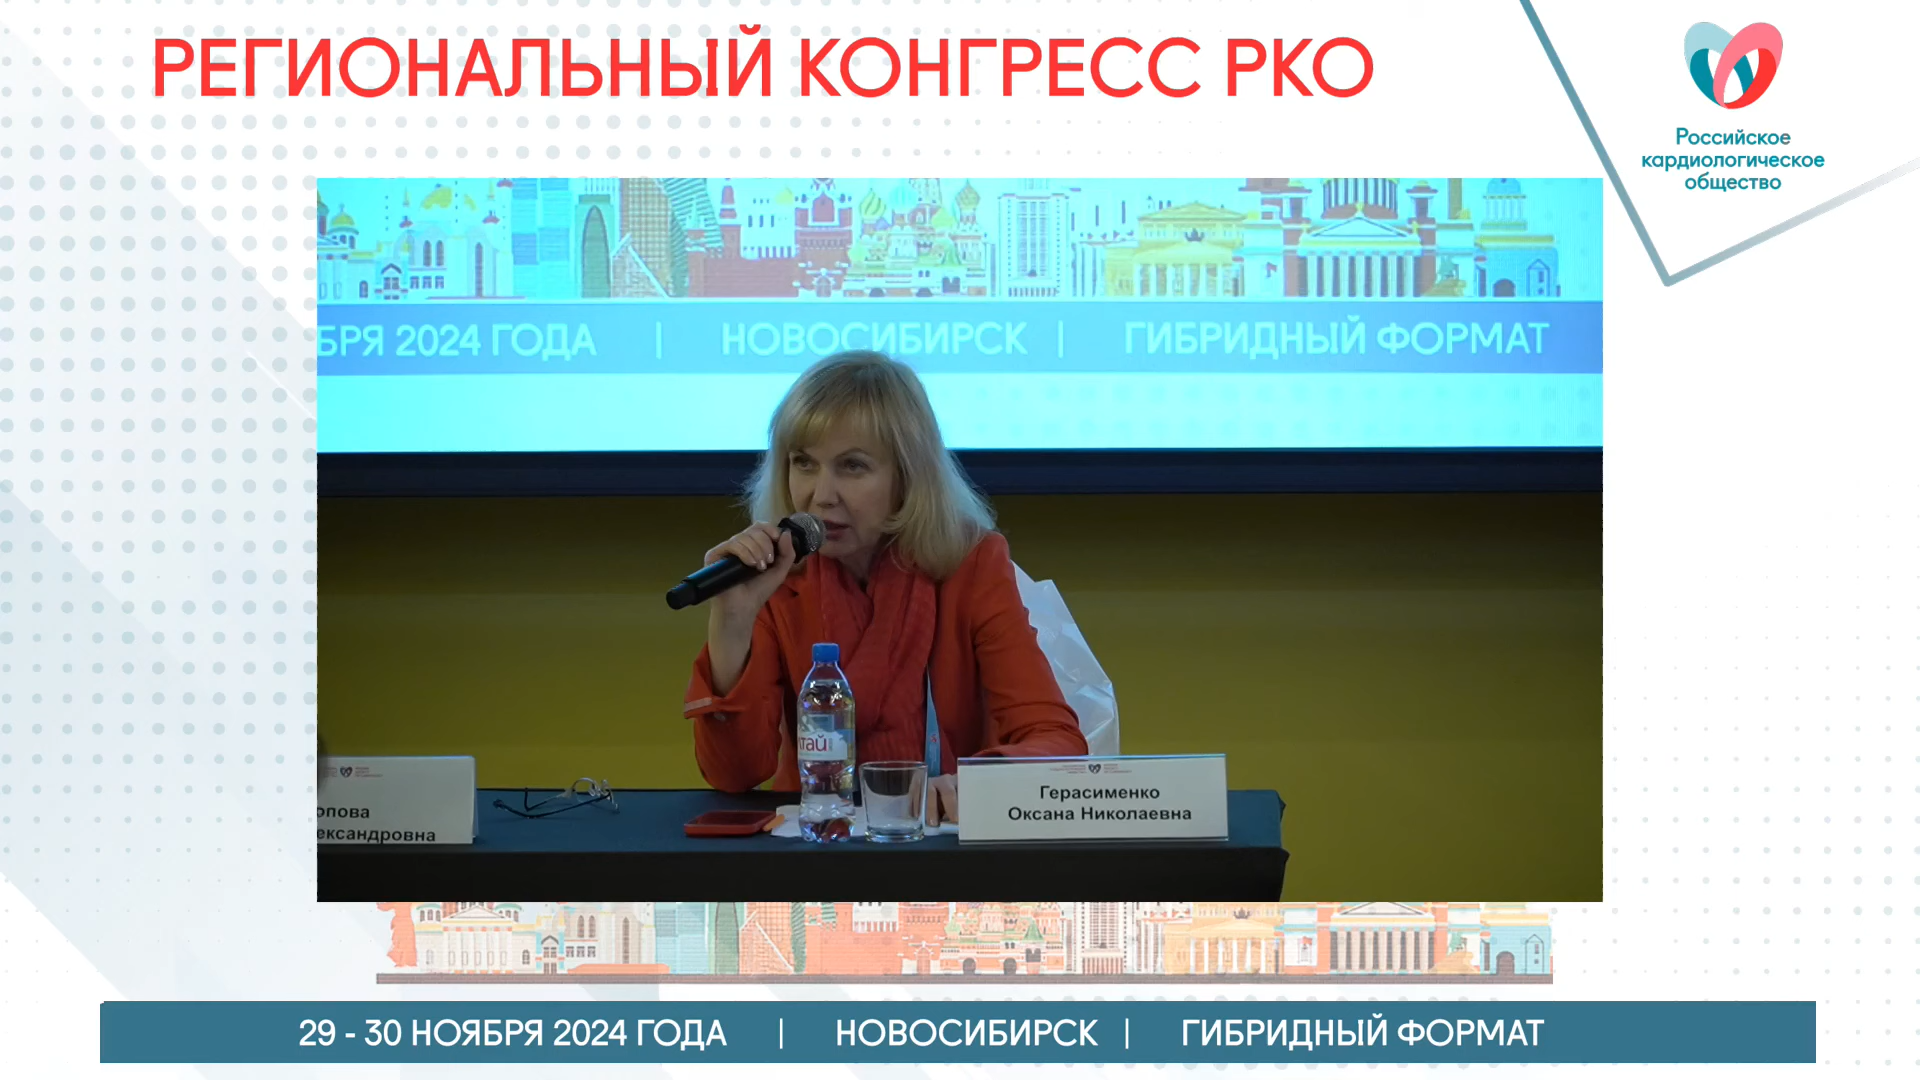 РЕГИОНАЛЬНЫЙ КОНГРЕСС РКО
Российское
кардиологическое
общество
БРЯ 2024 ГОДА | НОВОСИБИРСК | ГИБРИДНЫЙ ФОРМАТ
тай
опова
ександровна
Герасименко
Оксана Николаевна
29 - 30 НОЯБРЯ 2024 ГОДА | НОВОСИБИРСК | ГИБРИДНЫЙ ФОРМАТ